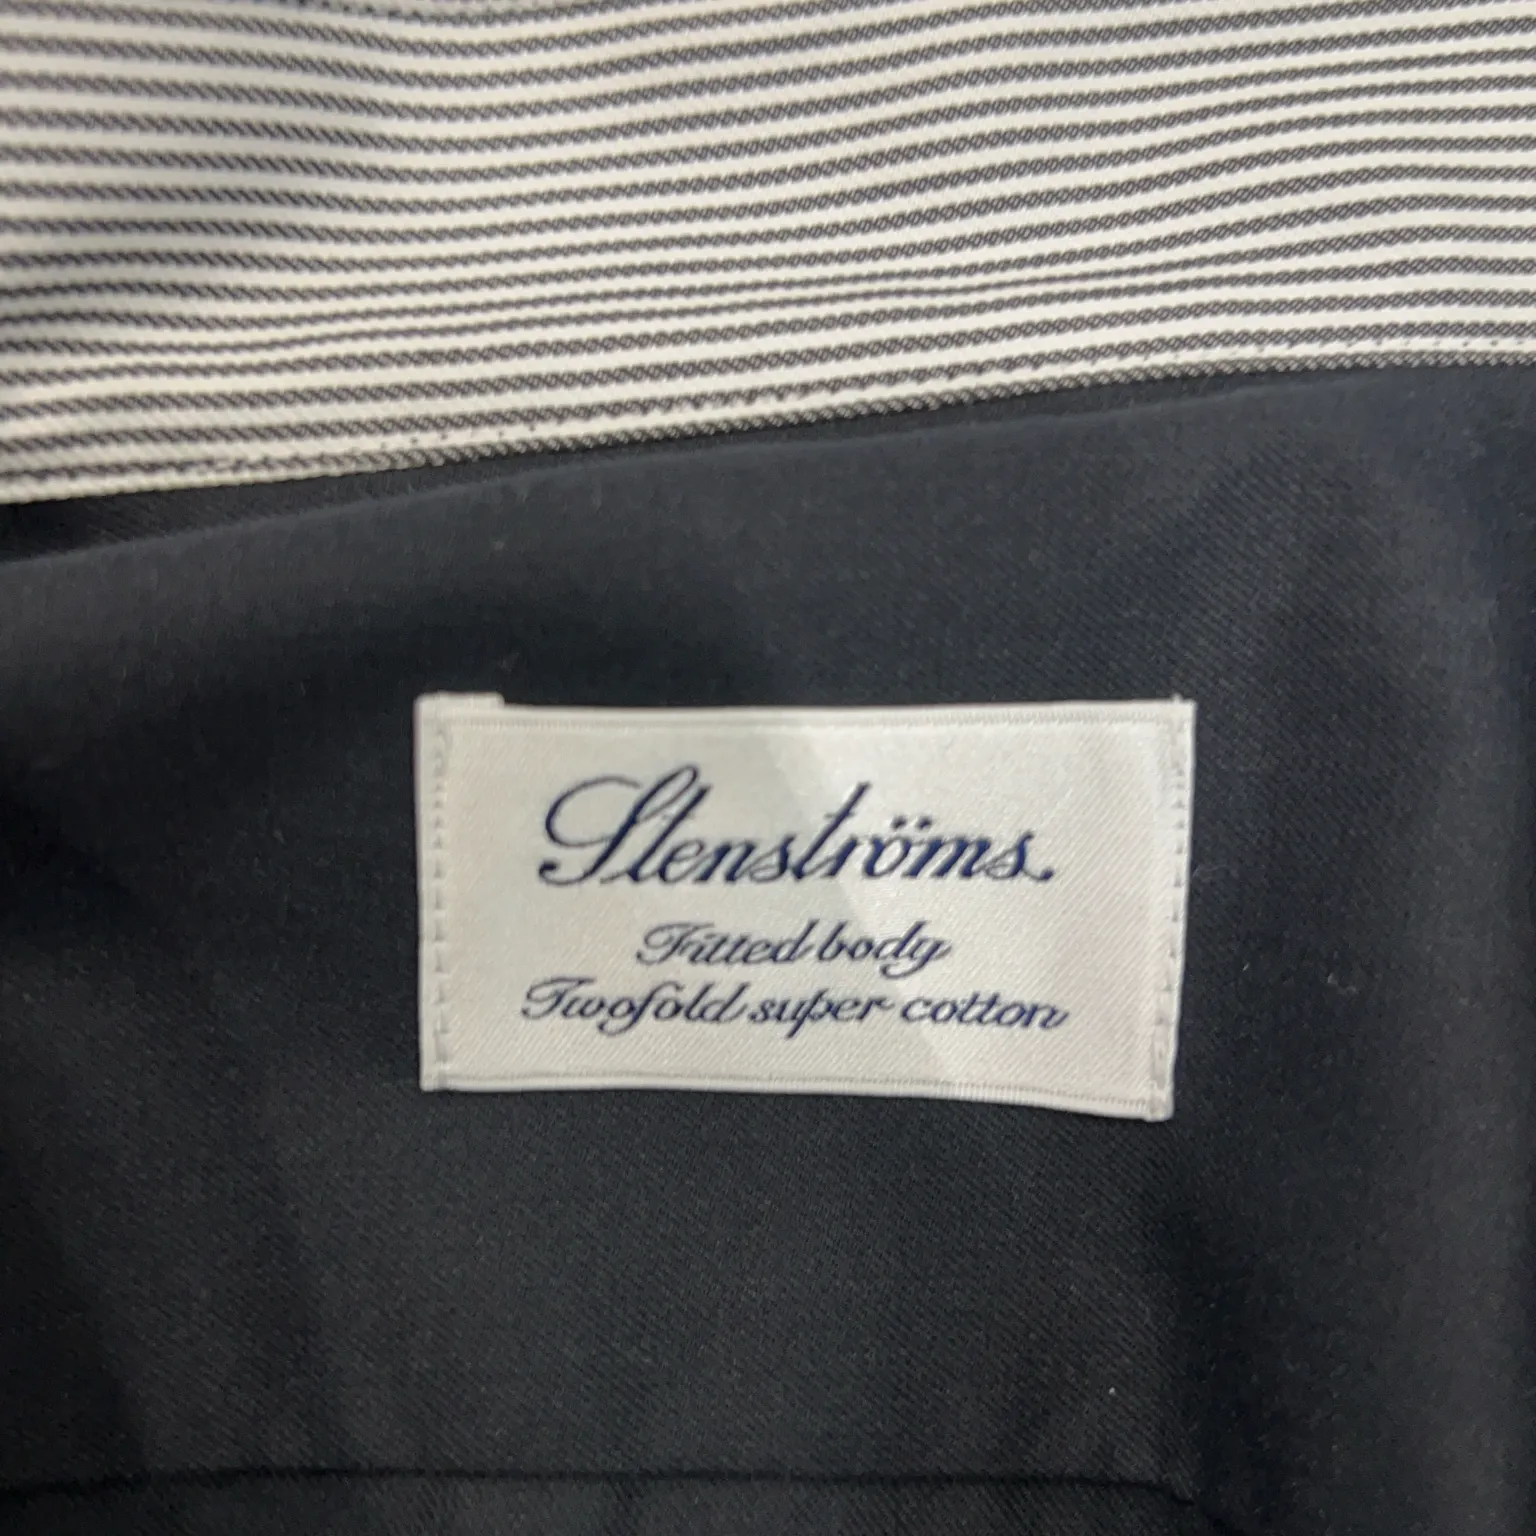 Stenströms
Fitted body
Twofold super cotton